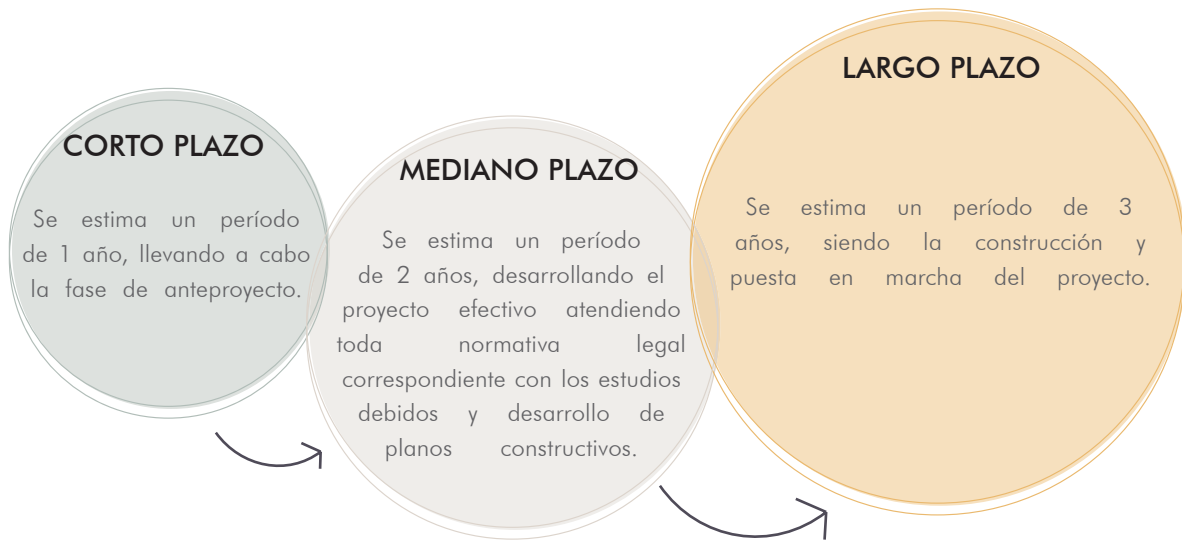 CORTO PLAZO
Se estima un período
de 1 año, llevando a cabo
la fase de anteproyecto.
MEDIANO PLAZO
Se estima un período
de 2 años, desarrollando el
proyecto efectivo atendiendo
toda normativa legal
correspondiente con los estudios
debidos y desarrollo de
planos constructivos.
LARGO PLAZO
Se estima un período de 3
años, siendo la construcción y
puesta en marcha del proyecto.